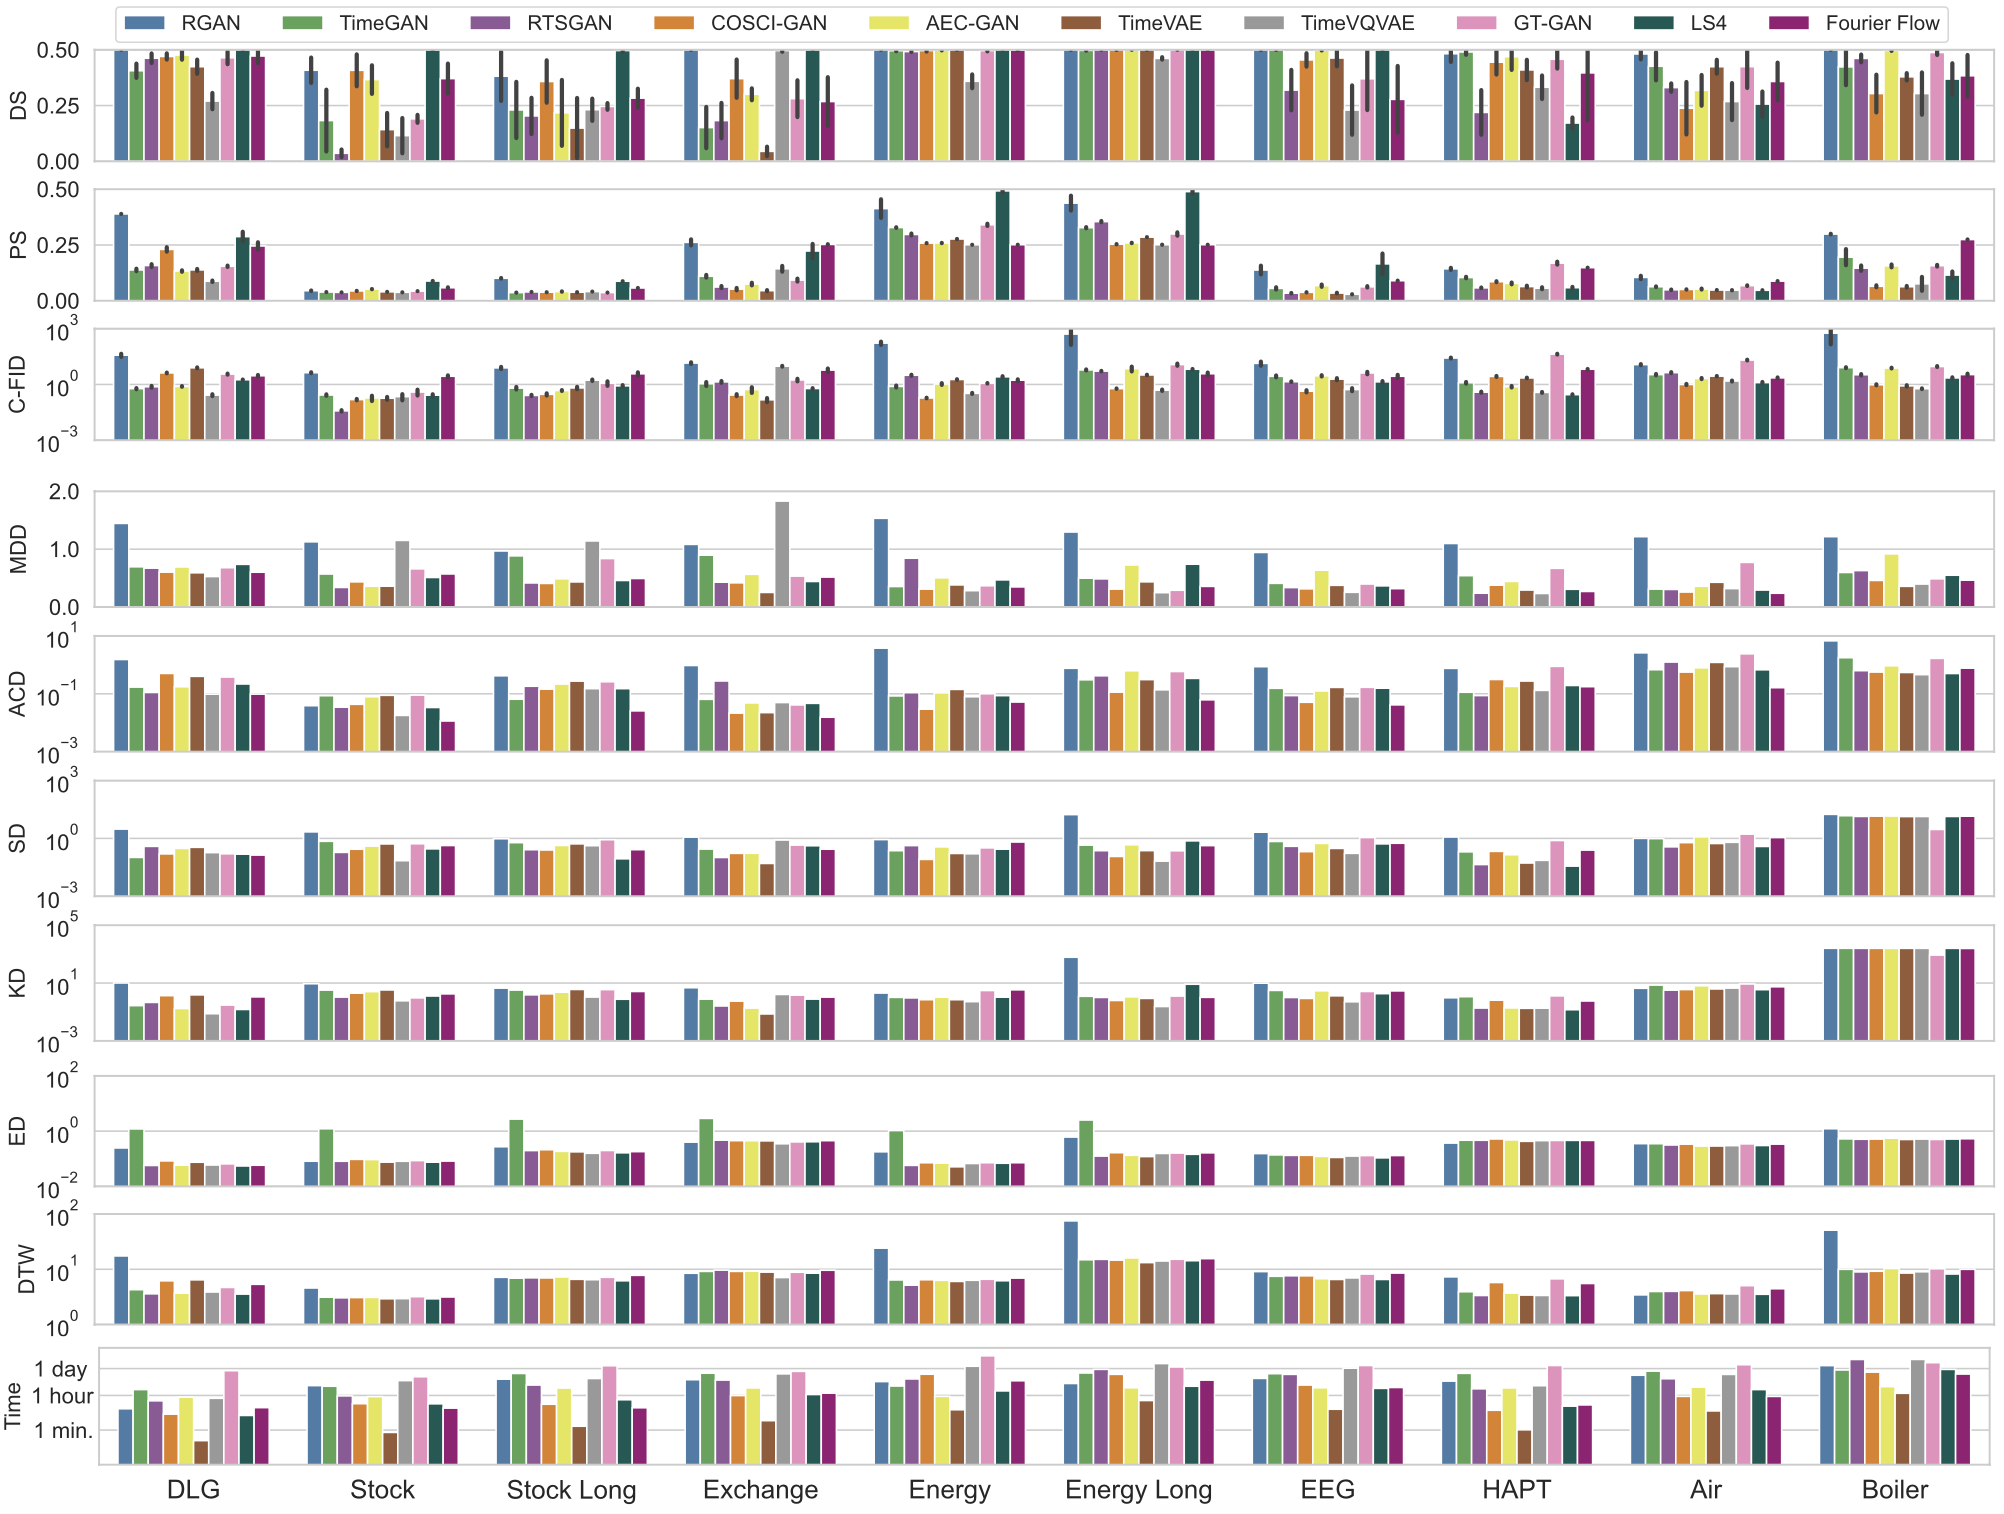 RGAN TimeGAN RTSGAN COSCI-GAN AEC-GAN TimeVAE TimeVQVAE GT-GAN LS4 Fourier Flow
DS
0.50
0.25
0.00
PS
0.50
0.25
0.00
C-FID
10^3
10^0
10^−3
MDD
2.0
1.0
0.0
ACD
10^1
10^−1
10^−3
SD
10^3
10^0
10^−3
KD
10^5
10^1
10^−3
ED
10^2
10^0
10^−2
DTW
10^2
10^1
10^0
Time
1 day
1 hour
1 min.
DLG Stock Stock Long Exchange Energy Energy Long EEG HAPT Air Boiler